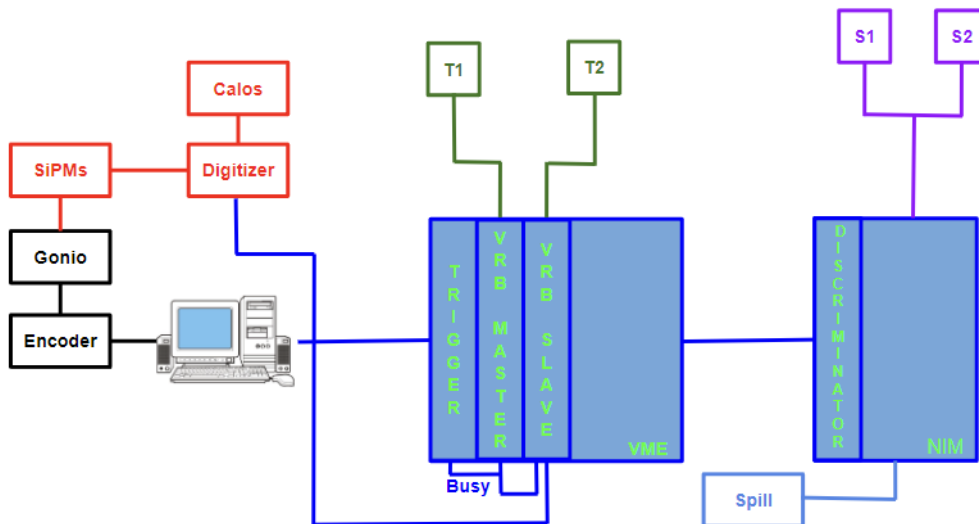 S1
S2
T1
T2
Calos
SiPMs
Digitizer
Gonio
Encoder
TRIGGER
VRB MASTER
VRB SLAVE
VME
DISCRIMINATOR
NIM
Busy
Spill